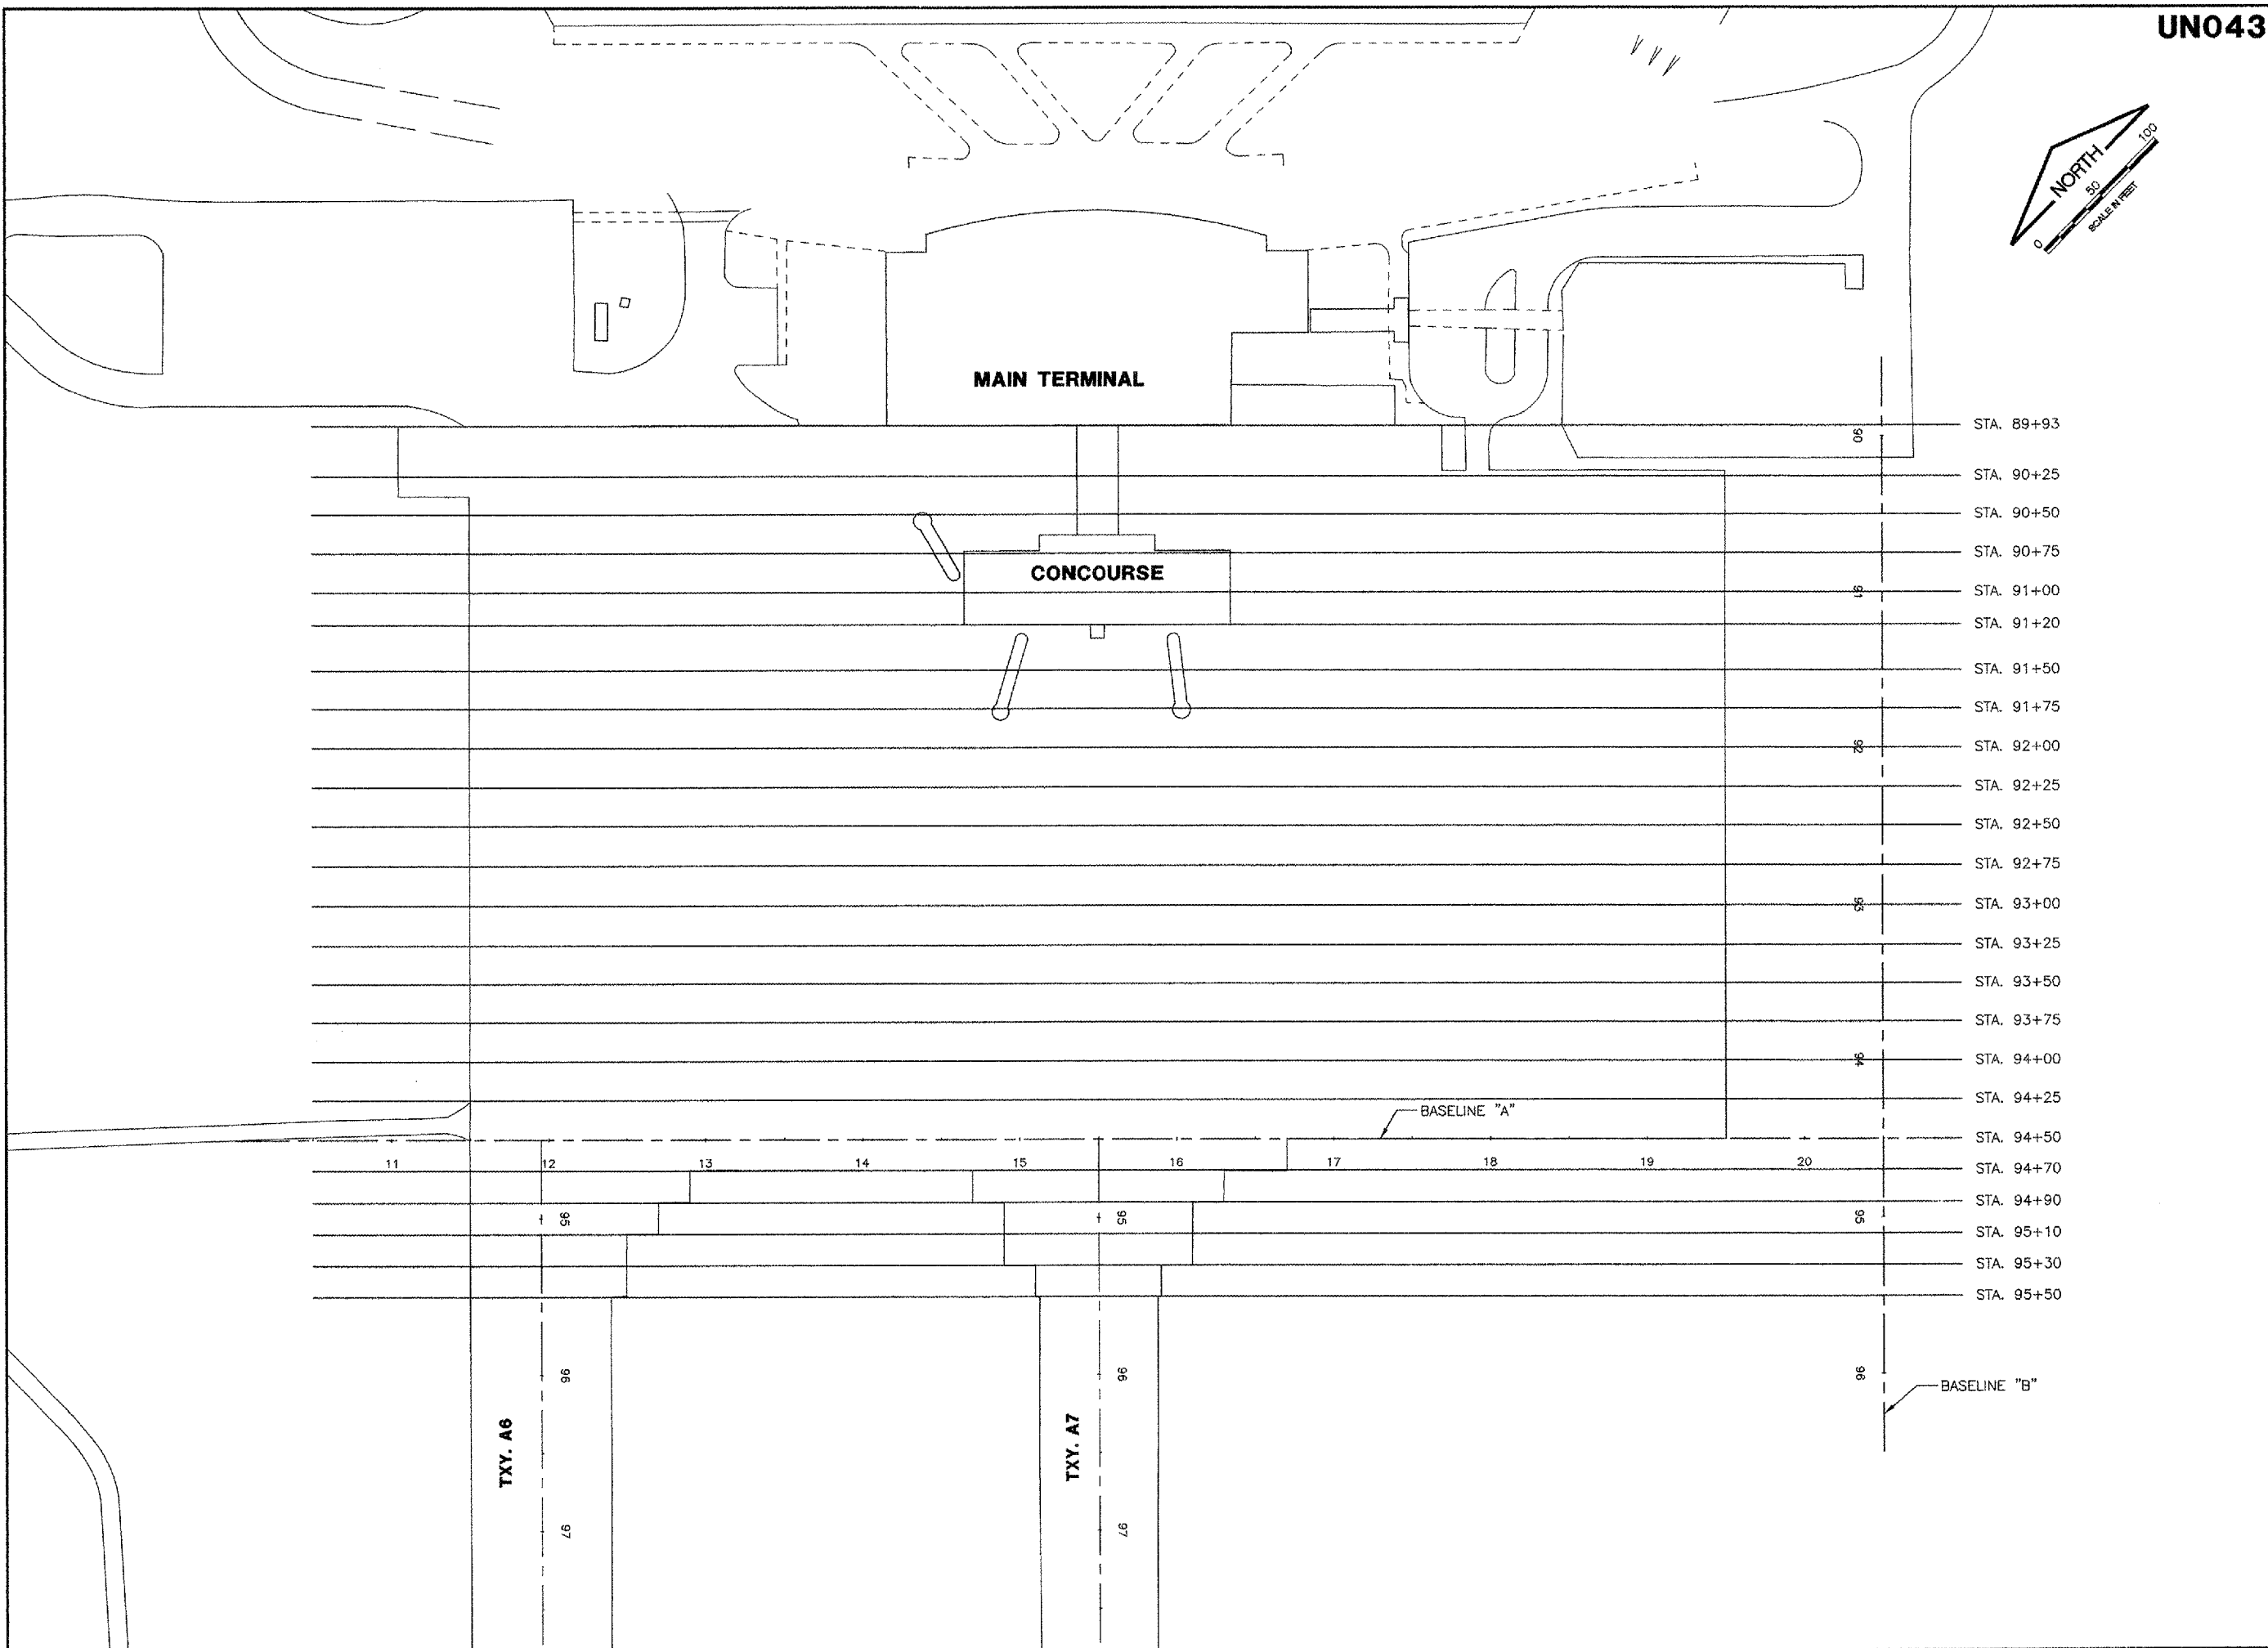 UN043
NORTH
0 50 100
SCALE IN FEET
MAIN TERMINAL
STA. 89+93
90
STA. 90+25
STA. 90+50
STA. 90+75
CONCOURSE
91
STA. 91+00
STA. 91+20
STA. 91+50
STA. 91+75
92
STA. 92+00
STA. 92+25
STA. 92+50
STA. 92+75
93
STA. 93+00
STA. 93+25
STA. 93+50
STA. 93+75
94
STA. 94+00
STA. 94+25
BASELINE "A"
STA. 94+50
11 12 13 14 15 16 17 18 19 20
STA. 94+70
STA. 94+90
95 95 95
STA. 95+10
STA. 95+30
STA. 95+50
96 96 96
BASELINE "B"
TXY. A6
TXY. A7
97 97